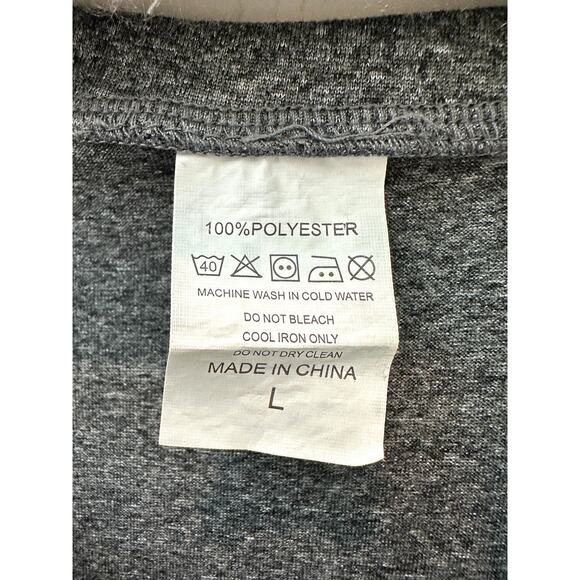 100%POLYESTER
40
MACHINE WASH IN COLD WATER
DO NOT BLEACH
COOL IRON ONLY
DO NOT DRY CLEAN
MADE IN CHINA
L